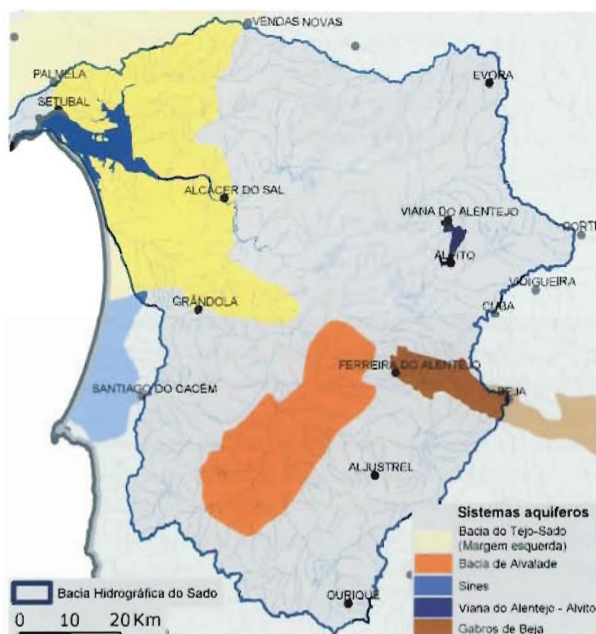 VENDAS NOVAS
PALMELA
EVORA
SETUBAL
ALCACER DO SAL
VIANA DO ALENTEJO
ALVITO
VIDIGUEIRA
CUBA
GRÂNDOLA
FERREIRA DO ALENTEJO
SANTIAGO DO CACÉM
BEJA
ALJUSTREL
OURIQUE
Sistemas aquiferos
Bacia do Tejo-Sado
(Margem esquerda)
Bacia de Alvalade
Sines
Viana do Alentejo - Alvito
Gabros de Beja
Bacia Hidrográfica do Sado
0 10 20 Km